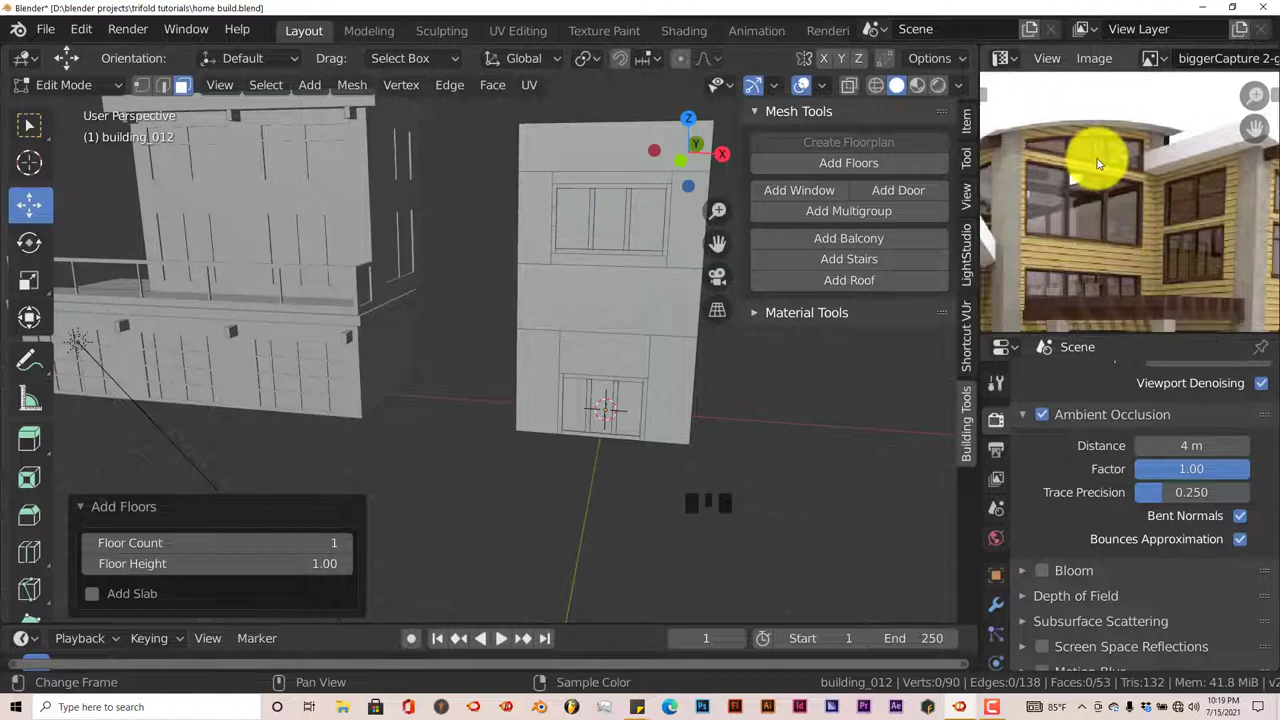 Blender* [D:\blender projects\trifold tutorials\home build.blend]
File Edit Render Window Help Layout Modeling Sculpting UV Editing Texture Paint Shading Animation Renderi Scene View Layer
Orientation: Default Drag: Select Box Global X Y Z Options View Image biggerCapture 2-g
Edit Mode View Select Add Mesh Vertex Edge Face UV
User Perspective
(1) building_012
Z
Y
X
Mesh Tools
Create Floorplan
Add Floors
Add Window Add Door
Add Multigroup
Add Balcony
Add Stairs
Add Roof
Material Tools
Item
Tool
View
LightStudio
Shortcut VUr
Building Tools
Scene
Viewport Denoising
Ambient Occlusion
Distance 4 m
Factor 1.00
Trace Precision 0.250
Bent Normals
Bounces Approximation
Bloom
Depth of Field
Subsurface Scattering
Screen Space Reflections
Add Floors
Floor Count 1
Floor Height 1.00
Add Slab
Playback Keying View Marker 1 Start 1 End 250
Change Frame Pan View Sample Color building_012 | Verts:0/90 | Edges:0/138 | Faces:0/53 | Tris:132 | Mem: 41.8 MiB | v2
Type here to search 85°F 10:19 PM
7/15/2021